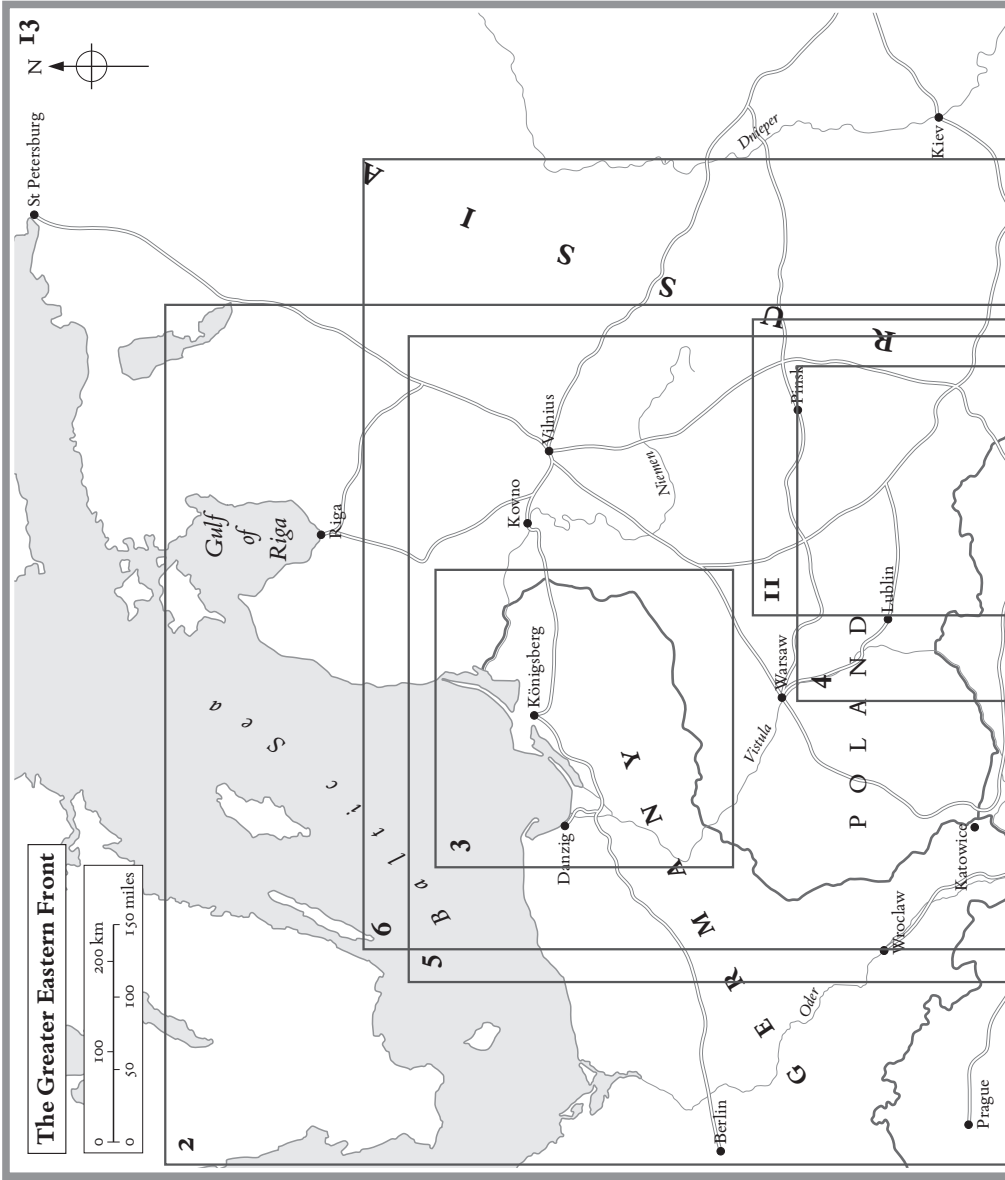 The Greater Eastern Front
0 100 200 km
0 50 100 150 miles
13
N
St Petersburg
2
6
5
3
11
4
Baltic Sea
Gulf
of
Riga
Riga
Vilnius
Kovno
Niemen
Königsberg
Danzig
Dnieper
Kiev
Pinsk
Lublin
Warsaw
Vistula
RUSSIA
POLAND
GERMANY
Berlin
Oder
Wroclaw
Katowice
Prague